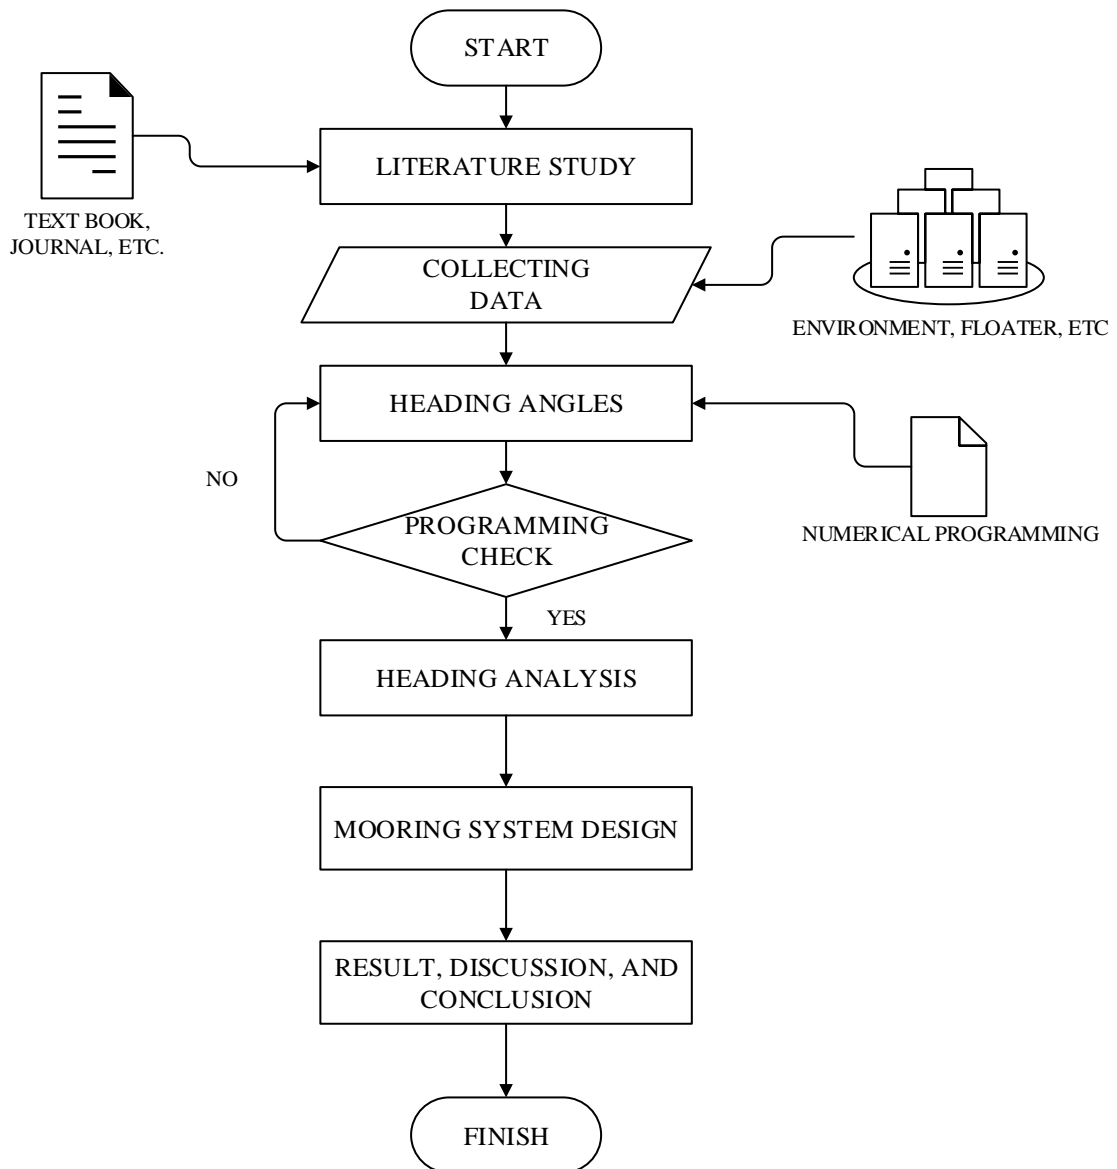 START
LITERATURE STUDY
TEXT BOOK,
JOURNAL, ETC.
COLLECTING
DATA
ENVIRONMENT, FLOATER, ETC
HEADING ANGLES
NO
PROGRAMMING
CHECK
NUMERICAL PROGRAMMING
YES
HEADING ANALYSIS
MOORING SYSTEM DESIGN
RESULT, DISCUSSION, AND
CONCLUSION
FINISH